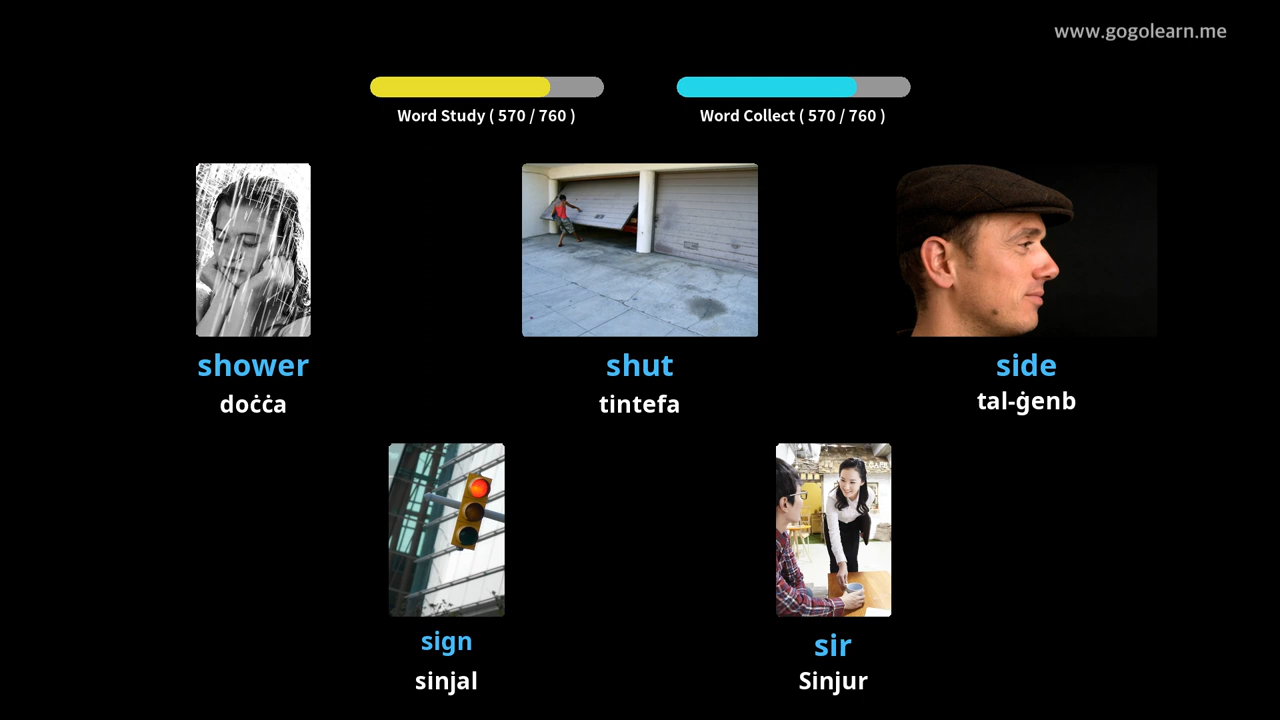 www.gogolearn.me
Word Study ( 570 / 760 )
Word Collect ( 570 / 760 )
shower
doċċa
shut
tintefa
side
tal-ġenb
sign
sinjal
sir
Sinjur